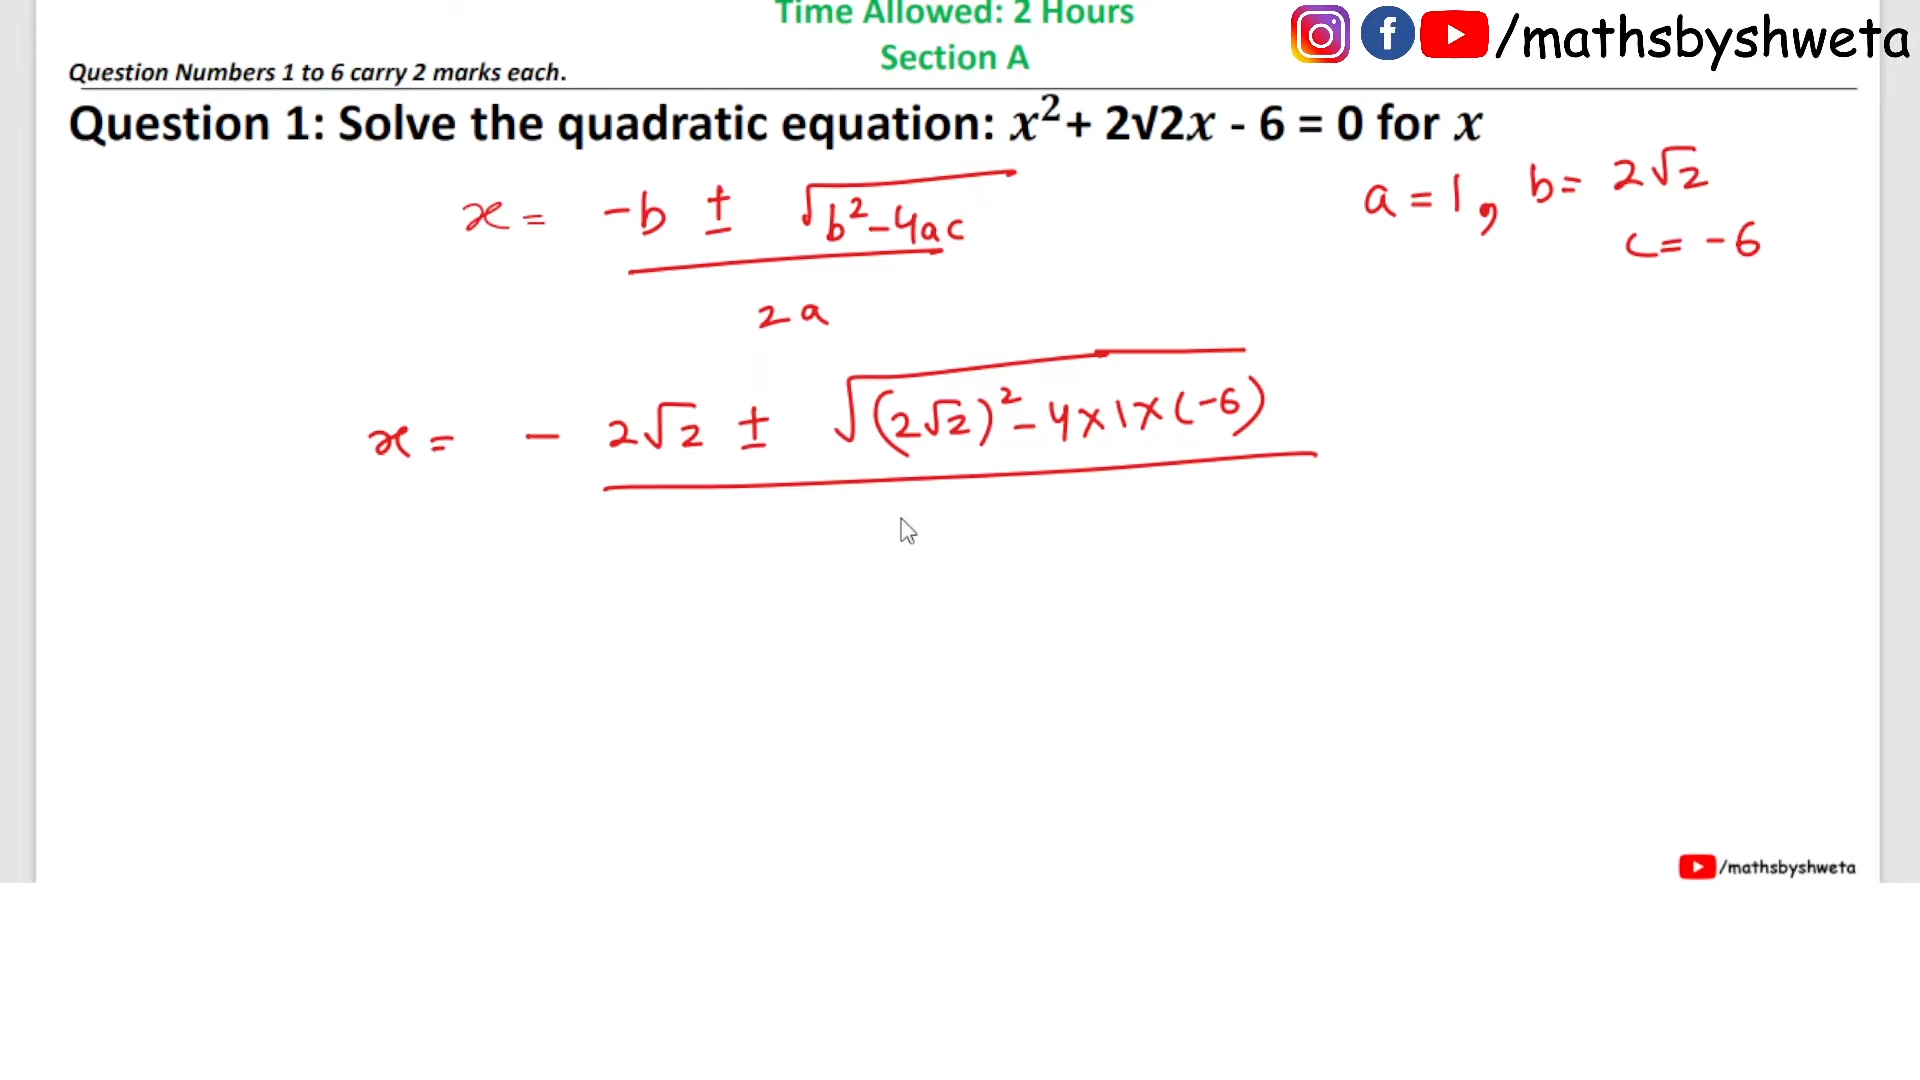 Time Allowed: 2 Hours
/mathsbyshweta
Section A
Question Numbers 1 to 6 carry 2 marks each.
Question 1: Solve the quadratic equation: x²+ 2√2x - 6 = 0 for x
a = 1, b = 2√2
c = -6
x = -b ± √b²-4ac
2a
x = - 2√2 ± √(2√2)²-4×1×(-6)
/mathsbyshweta